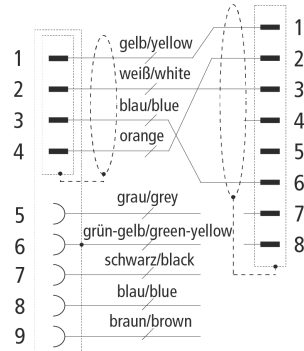 1
gelb/yellow
1
2
weiß/white
2
3
blau/blue
3
4
orange
4
5
6
5
grau/grey
7
6
grün-gelb/green-yellow
8
7
schwarz/black
8
blau/blue
9
braun/brown